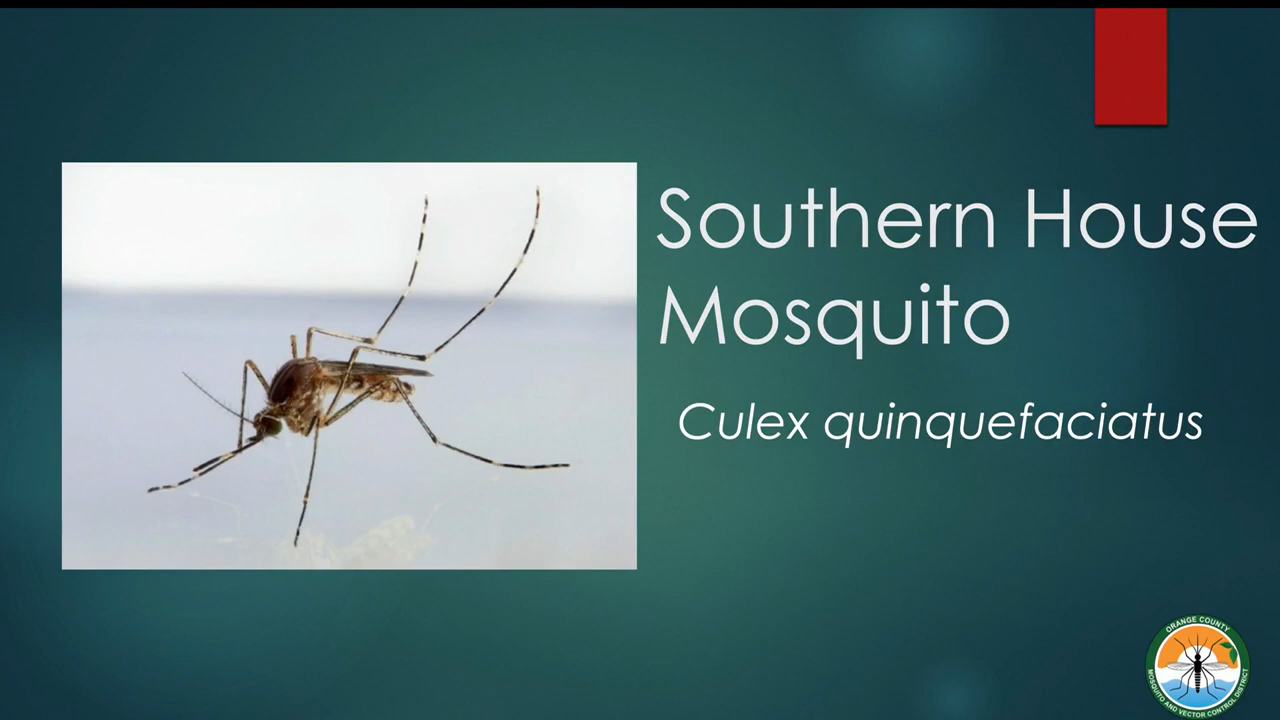 Southern House
Mosquito
Culex quinquefaciatus
ORANGE COUNTY
MOSQUITO AND VECTOR CONTROL DISTRICT